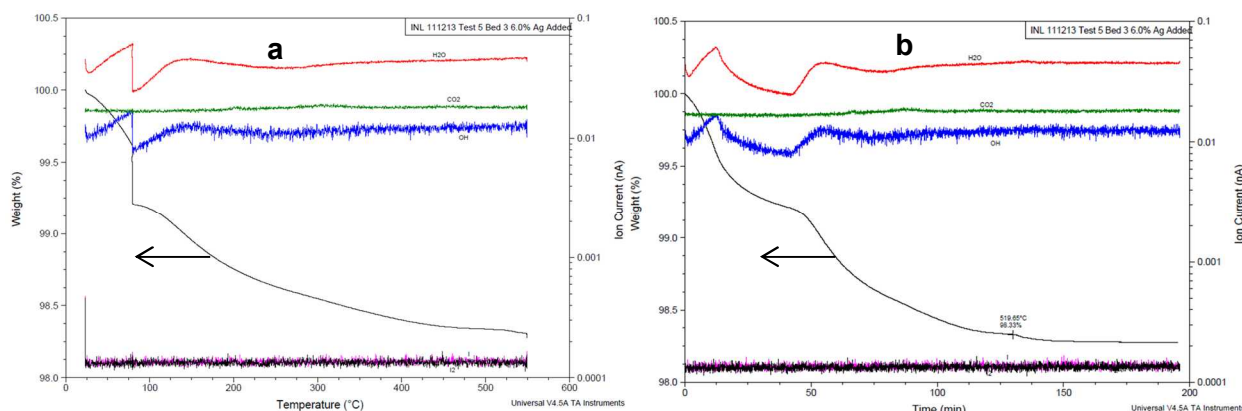 INL 111213 Test 5 Bed 3 6.0% Ag Added
a
H2O
CO2
OH
I2
Weight (%)
100.5
100.0
99.5
99.0
98.5
98.0
Ion Current (nA)
0.1
0.01
0.001
0.0001
0
100
200
300
400
500
600
Temperature (°C)
Universal V4.5A TA Instruments
INL 111213 Test 5 Bed 3 6.0% Ag Added
b
H2O
CO2
OH
519.65°C
98.33%
I
Ion Current (nA)
Weight (%)
100.5
100.0
99.5
99.0
98.5
98.0
Ion Current (nA)
0.1
0.01
0.001
0.0001
0
50
100
150
200
Time (min)
Universal V4.5A TA Instruments